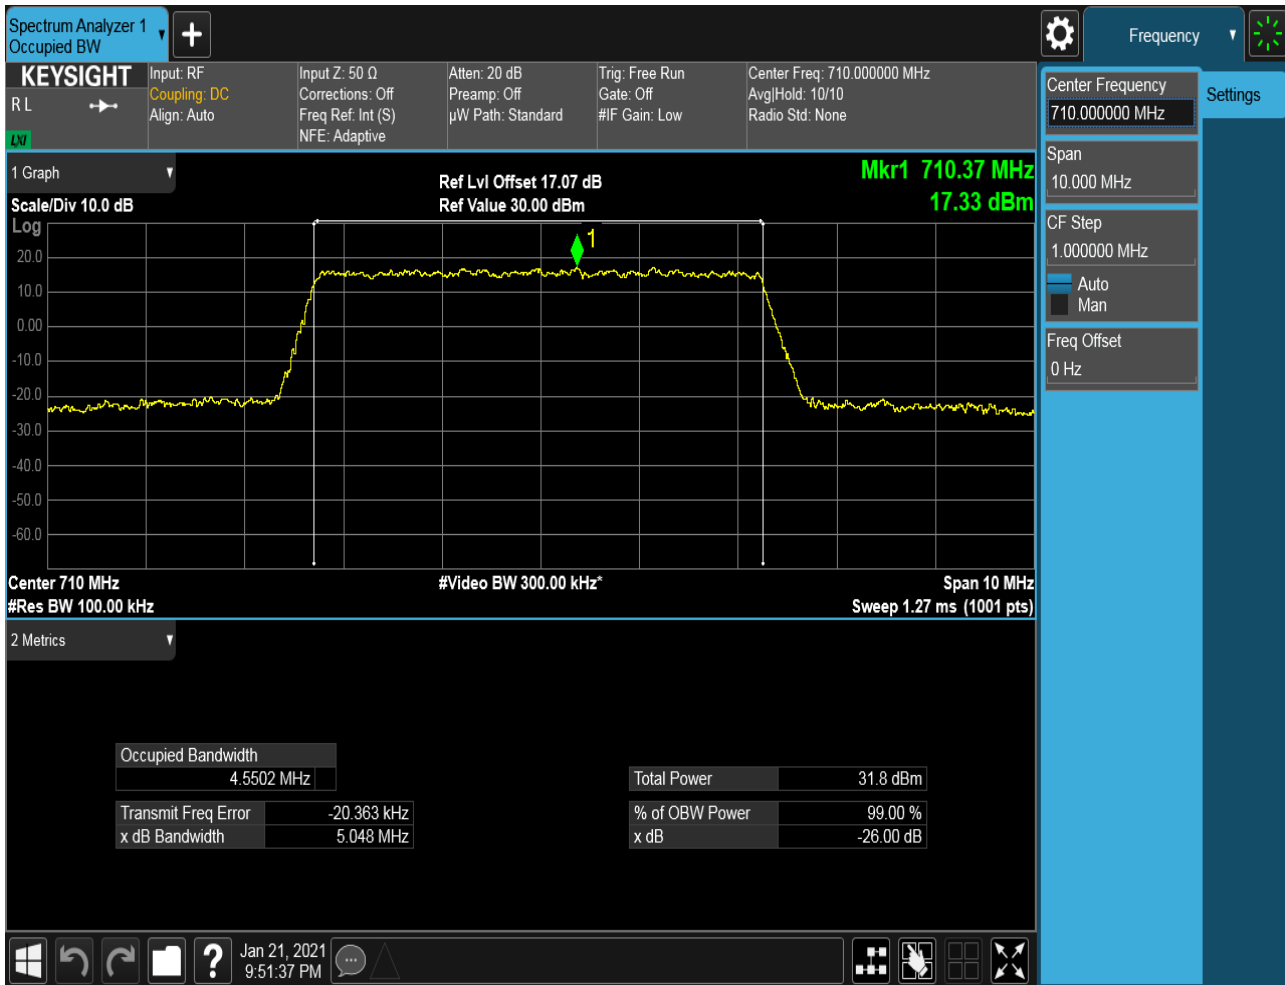 Spectrum Analyzer 1
Occupied BW
Frequency
KEYSIGHT
R L
LXI
Input: RF
Coupling: DC
Align: Auto
Input Z: 50 Ω
Corrections: Off
Freq Ref: Int (S)
NFE: Adaptive
Atten: 20 dB
Preamp: Off
µW Path: Standard
Trig: Free Run
Gate: Off
#IF Gain: Low
Center Freq: 710.000000 MHz
Avg|Hold: 10/10
Radio Std: None
Center Frequency
710.000000 MHz
Settings
Span
10.000 MHz
CF Step
1.000000 MHz
Auto
Man
Freq Offset
0 Hz
1 Graph
Scale/Div 10.0 dB
Ref Lvl Offset 17.07 dB
Ref Value 30.00 dBm
Mkr1 710.37 MHz
17.33 dBm
Log
1
20.0
10.0
0.00
-10.0
-20.0
-30.0
-40.0
-50.0
-60.0
Center 710 MHz
#Video BW 300.00 kHz*
Span 10 MHz
#Res BW 100.00 kHz
Sweep 1.27 ms (1001 pts)
2 Metrics
Occupied Bandwidth
4.5502 MHz
Total Power 31.8 dBm
Transmit Freq Error -20.363 kHz
% of OBW Power 99.00 %
x dB Bandwidth 5.048 MHz
x dB -26.00 dB
?
Jan 21, 2021
9:51:37 PM